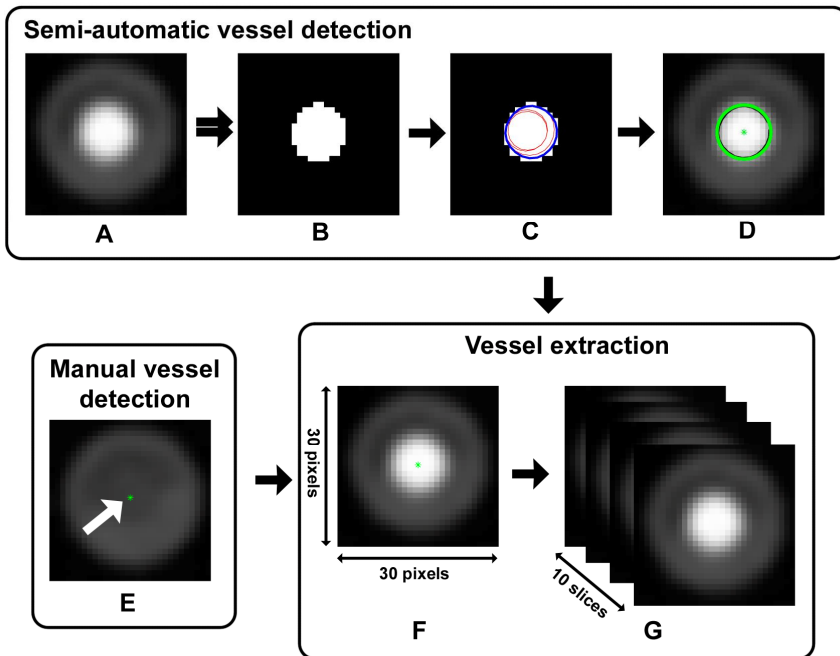 Semi-automatic vessel detection
A
B
C
D
Manual vessel
detection
E
Vessel extraction
30 pixels
30 pixels
F
10 slices
G